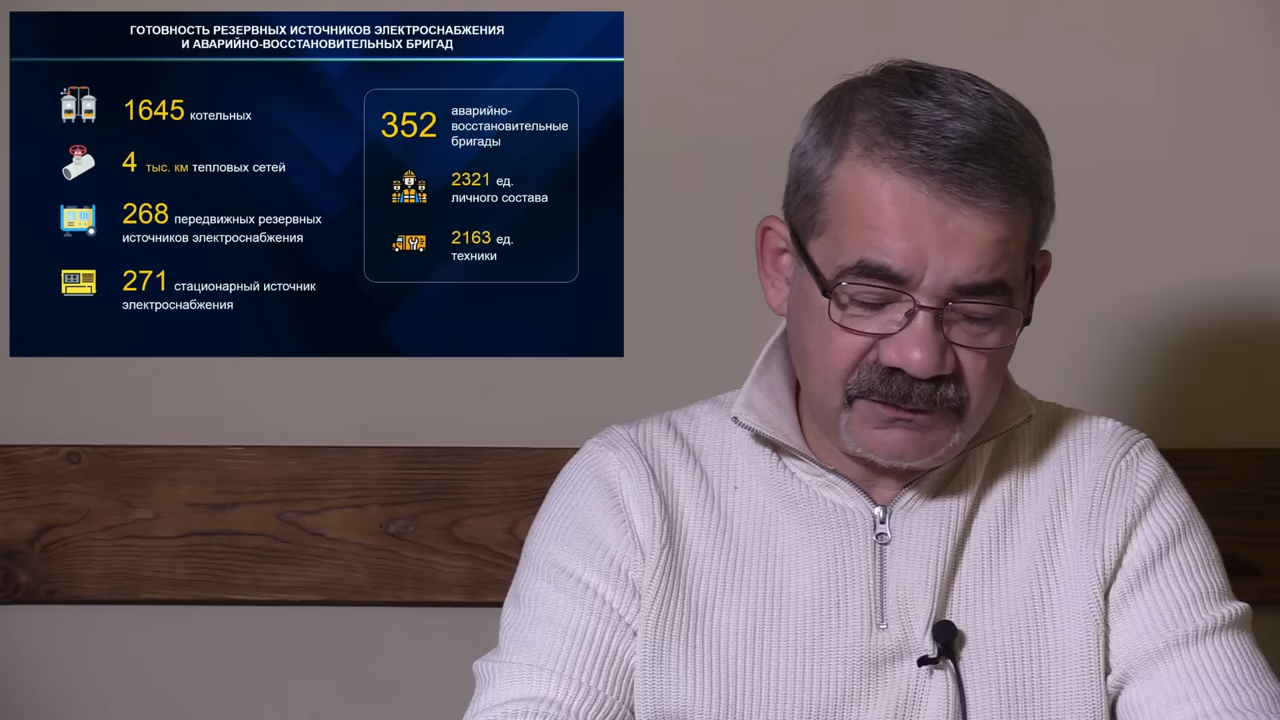 ГОТОВНОСТЬ РЕЗЕРВНЫХ ИСТОЧНИКОВ ЭЛЕКТРОСНАБЖЕНИЯ
И АВАРИЙНО-ВОССТАНОВИТЕЛЬНЫХ БРИГАД
1645 котельных
4 тыс. км тепловых сетей
268 передвижных резервных
источников электроснабжения
271 стационарный источник
электроснабжения
352 аварийно-
восстановительные
бригады
2321 ед.
личного состава
2163 ед.
техники